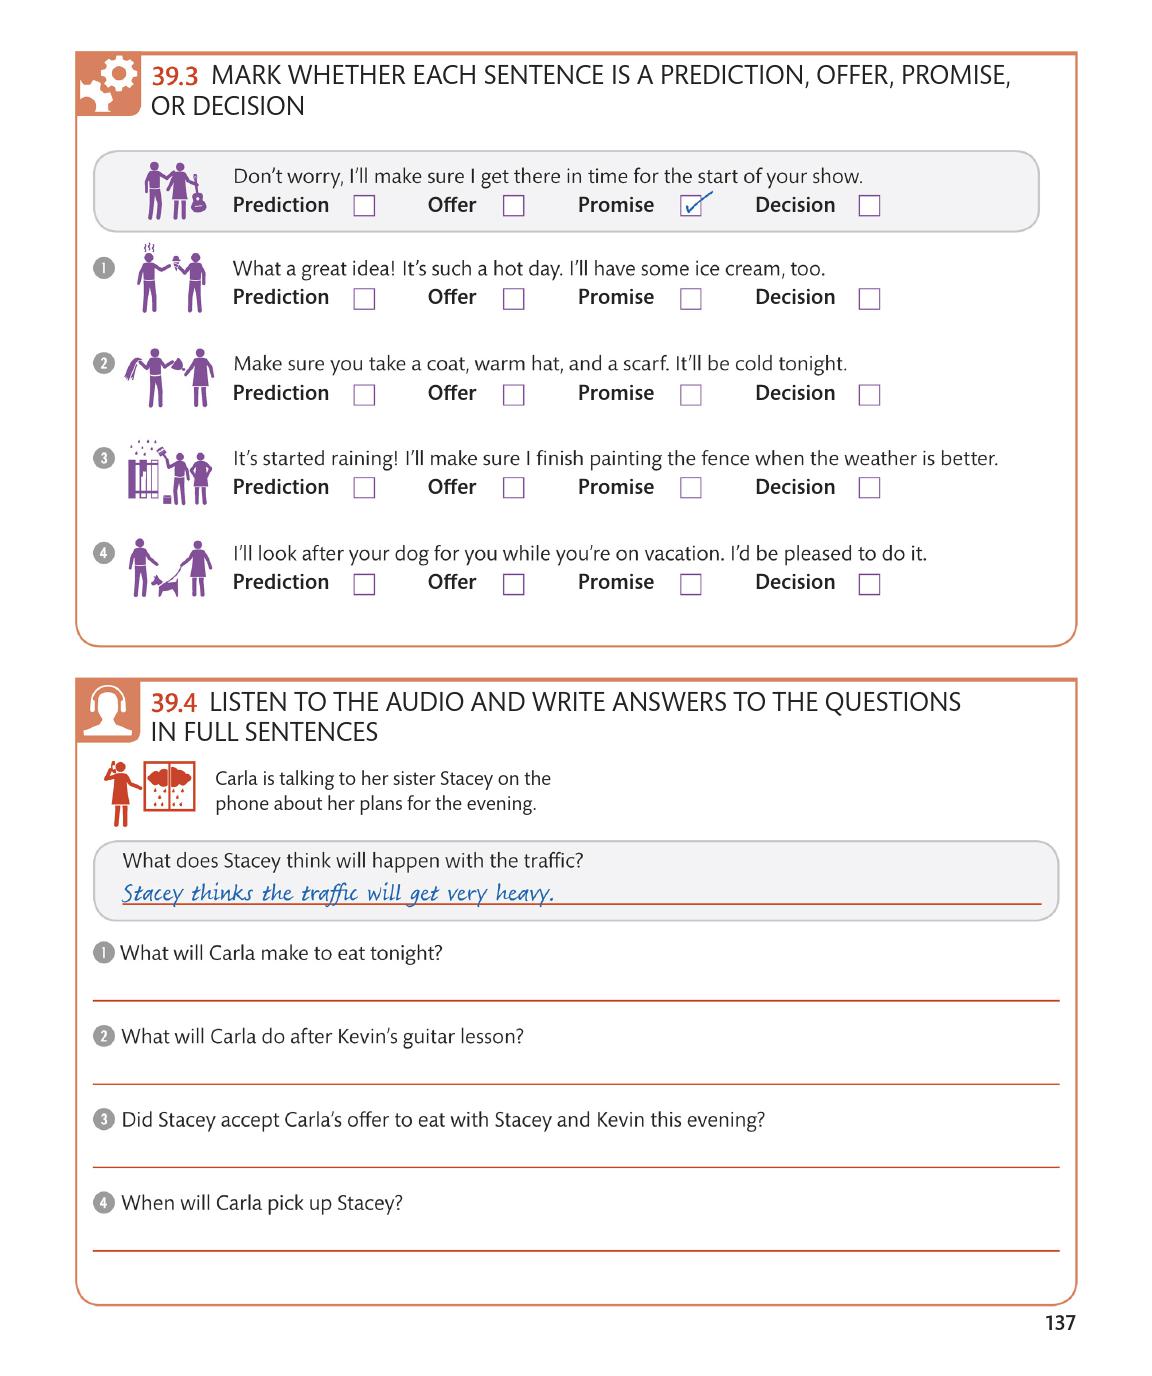 39.3 MARK WHETHER EACH SENTENCE IS A PREDICTION, OFFER, PROMISE,
OR DECISION
Don't worry, I'll make sure I get there in time for the start of your show.
Prediction Offer Promise Decision
1 What a great idea! It's such a hot day. I'll have some ice cream, too.
Prediction Offer Promise Decision
2 Make sure you take a coat, warm hat, and a scarf. It'll be cold tonight.
Prediction Offer Promise Decision
3 It's started raining! I'll make sure I finish painting the fence when the weather is better.
Prediction Offer Promise Decision
4 I'll look after your dog for you while you're on vacation. I'd be pleased to do it.
Prediction Offer Promise Decision
39.4 LISTEN TO THE AUDIO AND WRITE ANSWERS TO THE QUESTIONS
IN FULL SENTENCES
Carla is talking to her sister Stacey on the
phone about her plans for the evening.
What does Stacey think will happen with the traffic?
Stacey thinks the traffic will get very heavy.
1 What will Carla make to eat tonight?
2 What will Carla do after Kevin's guitar lesson?
3 Did Stacey accept Carla's offer to eat with Stacey and Kevin this evening?
4 When will Carla pick up Stacey?
137